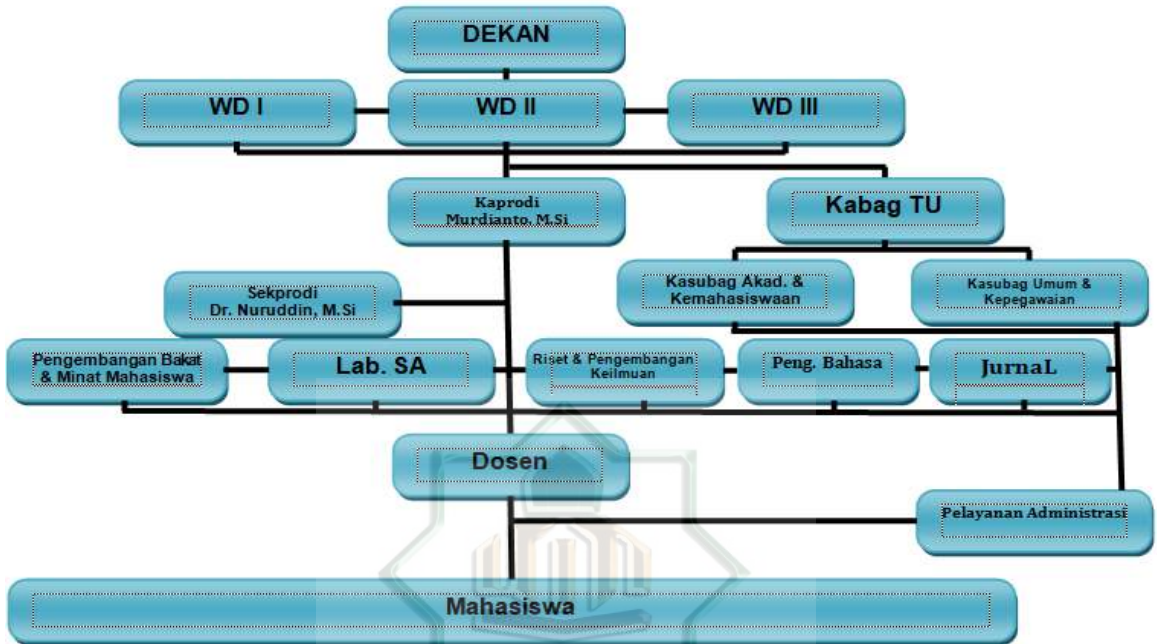 DEKAN
WD I
WD II
WD III
Kaprodi
Murdianto, M.Si
Kabag TU
Sekprodi
Dr. Nuruddin, M.Si
Kasubag Akad. &
Kemahasiswaan
Kasubag Umum &
Kepegawaian
Pengembangan Bakat
& Minat Mahasiswa
Lab. SA
Riset & Pengembangan
Keilmuan
Peng. Bahasa
JurnaL
Dosen
Pelayanan Administrasi
Mahasiswa